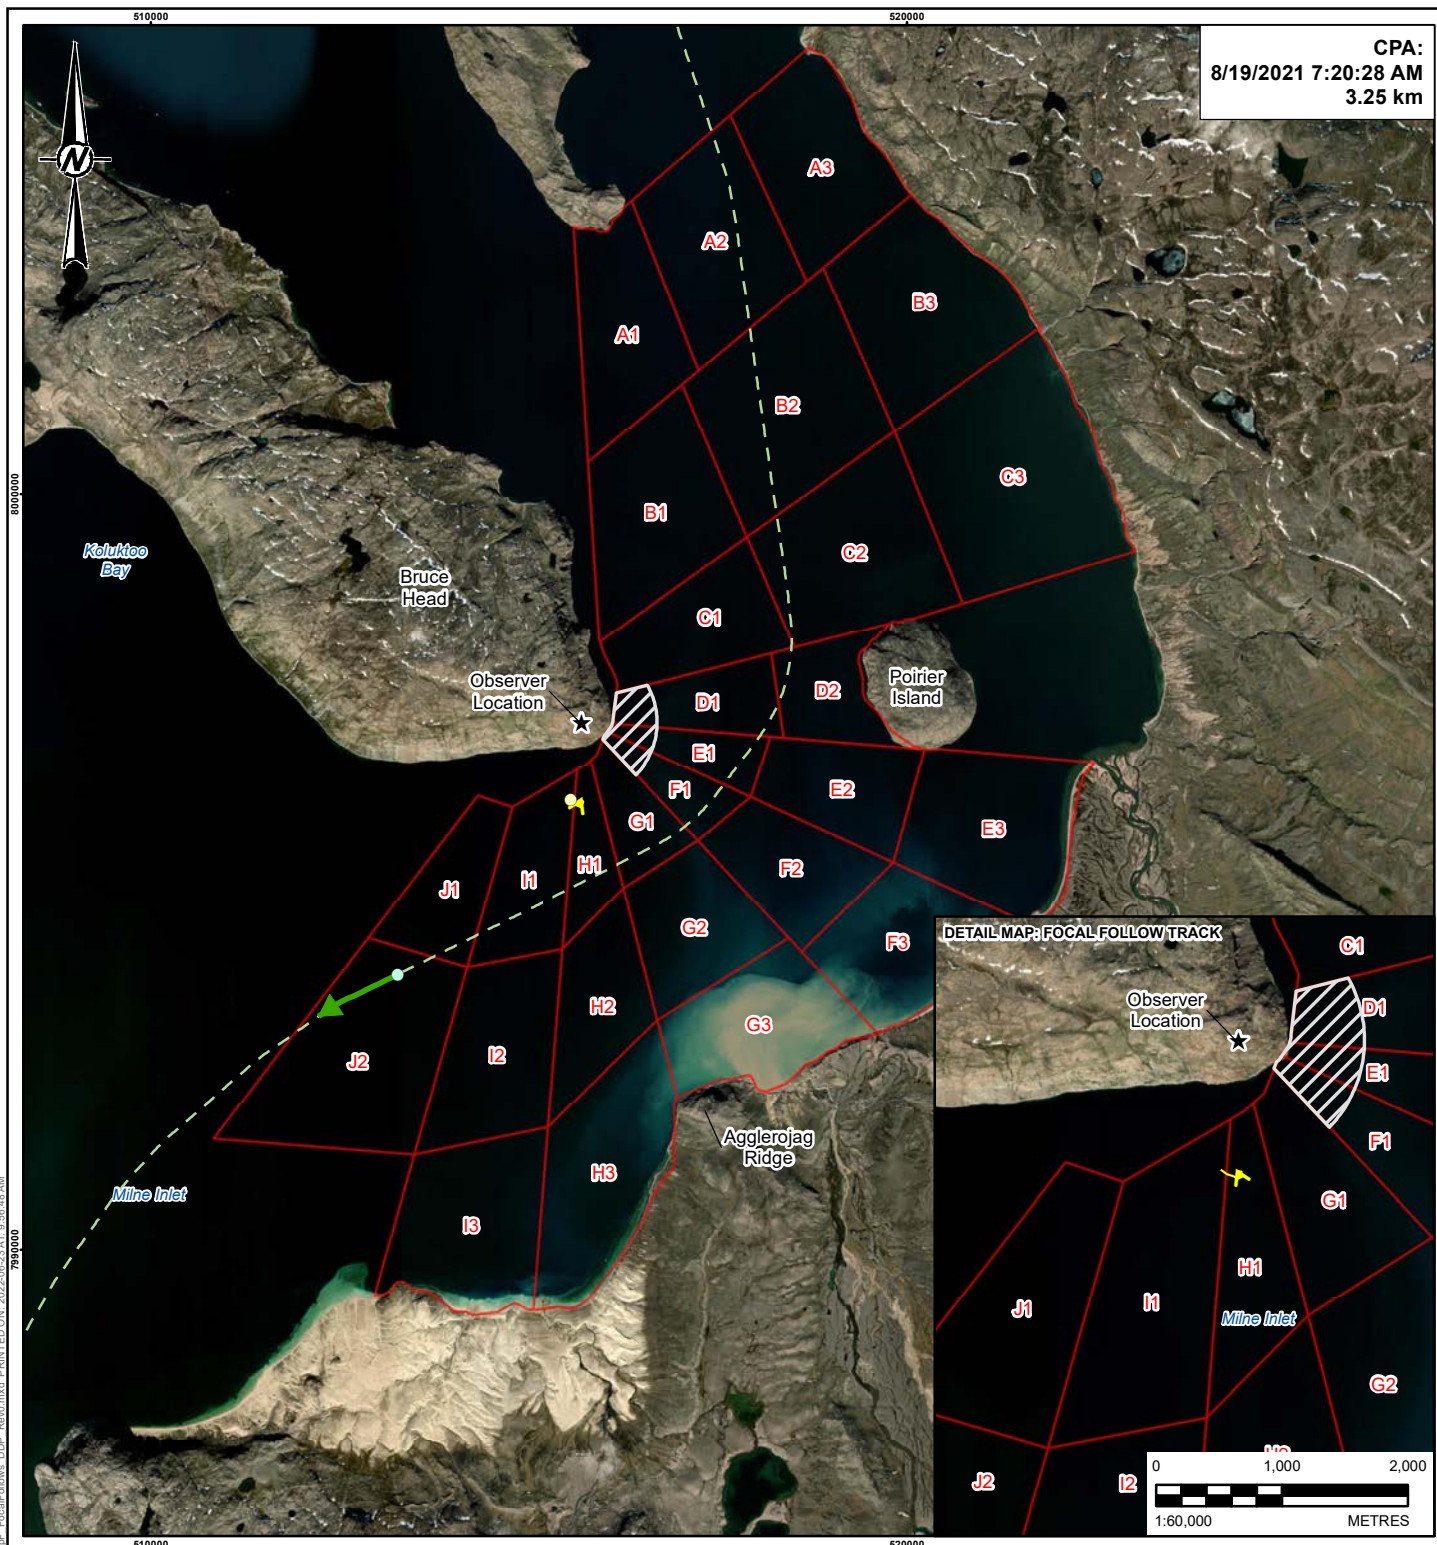 510000
520000
CPA:
8/19/2021 7:20:28 AM
3.25 km
N
A3
A2
B3
A1
B2
C3
8000000
B1
C2
Koluktoo
Bay
Bruce
Head
C1
Observer
Location
Poirier
Island
D1
D2
E1
F1
E2
G1
E3
H1
F2
J1
I1
G2
F3
H2
G3
J2
I2
Agglerojag
Ridge
H3
Milne Inlet
I3
7990000
DETAIL MAP: FOCAL FOLLOW TRACK
C1
Observer
Location
D1
E1
F1
G1
H1
J1
I1
Milne Inlet
G2
J2
I2
H2
0 1,000 2,000
1:60,000 METRES
510000
520000